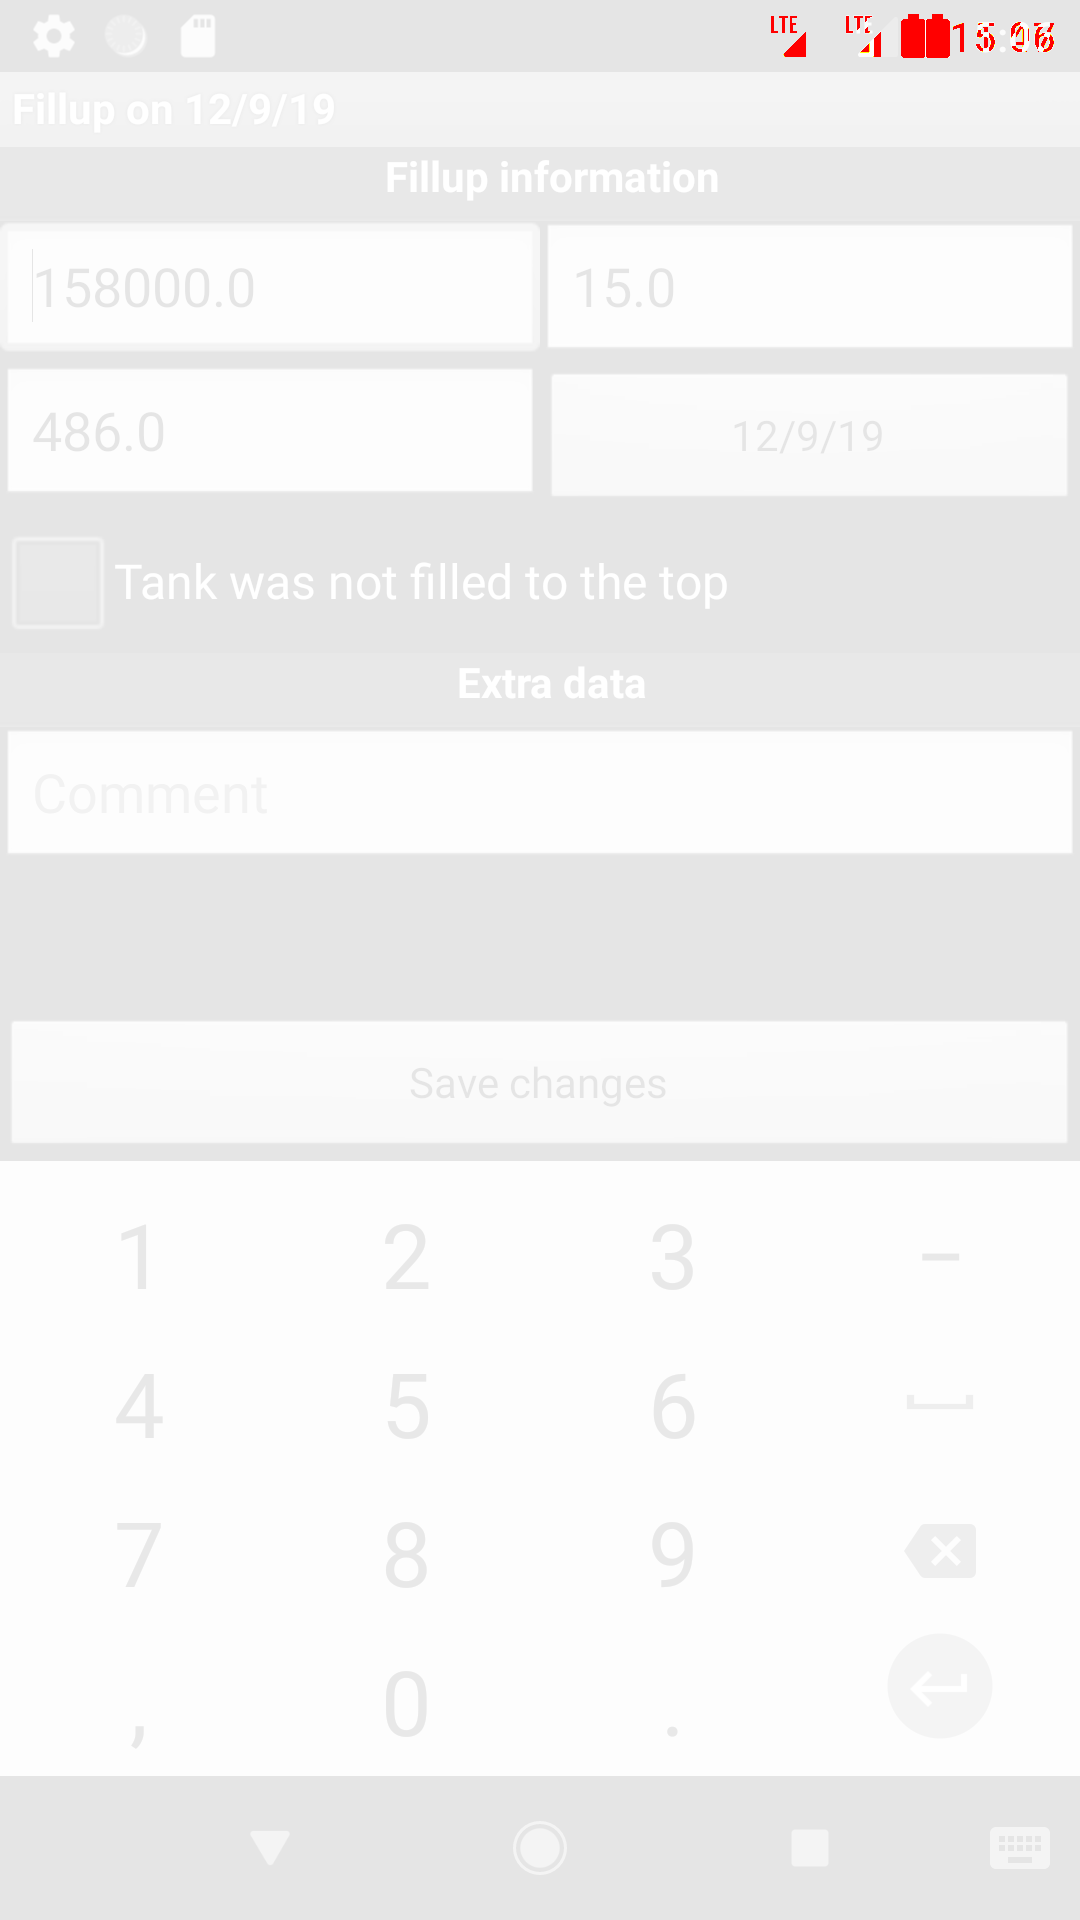 LTE LTE
Fillup on 12/9/19
Fillup information
158000.0 15.0
486.0 12/9/19
Tank was not filled to the top
Extra data
Comment
Save changes
1 2 3 –
4 5 6
7 8 9
, 0 .